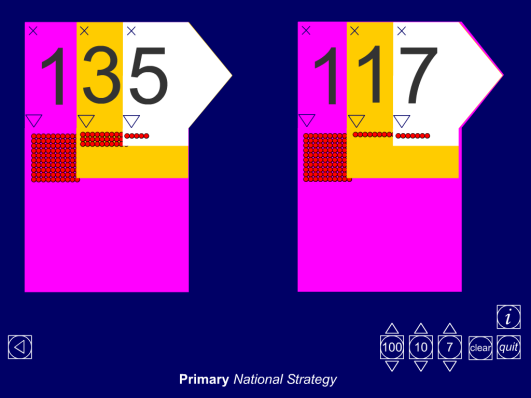 135
117
i
100 10 7 clear quit
Primary National Strategy